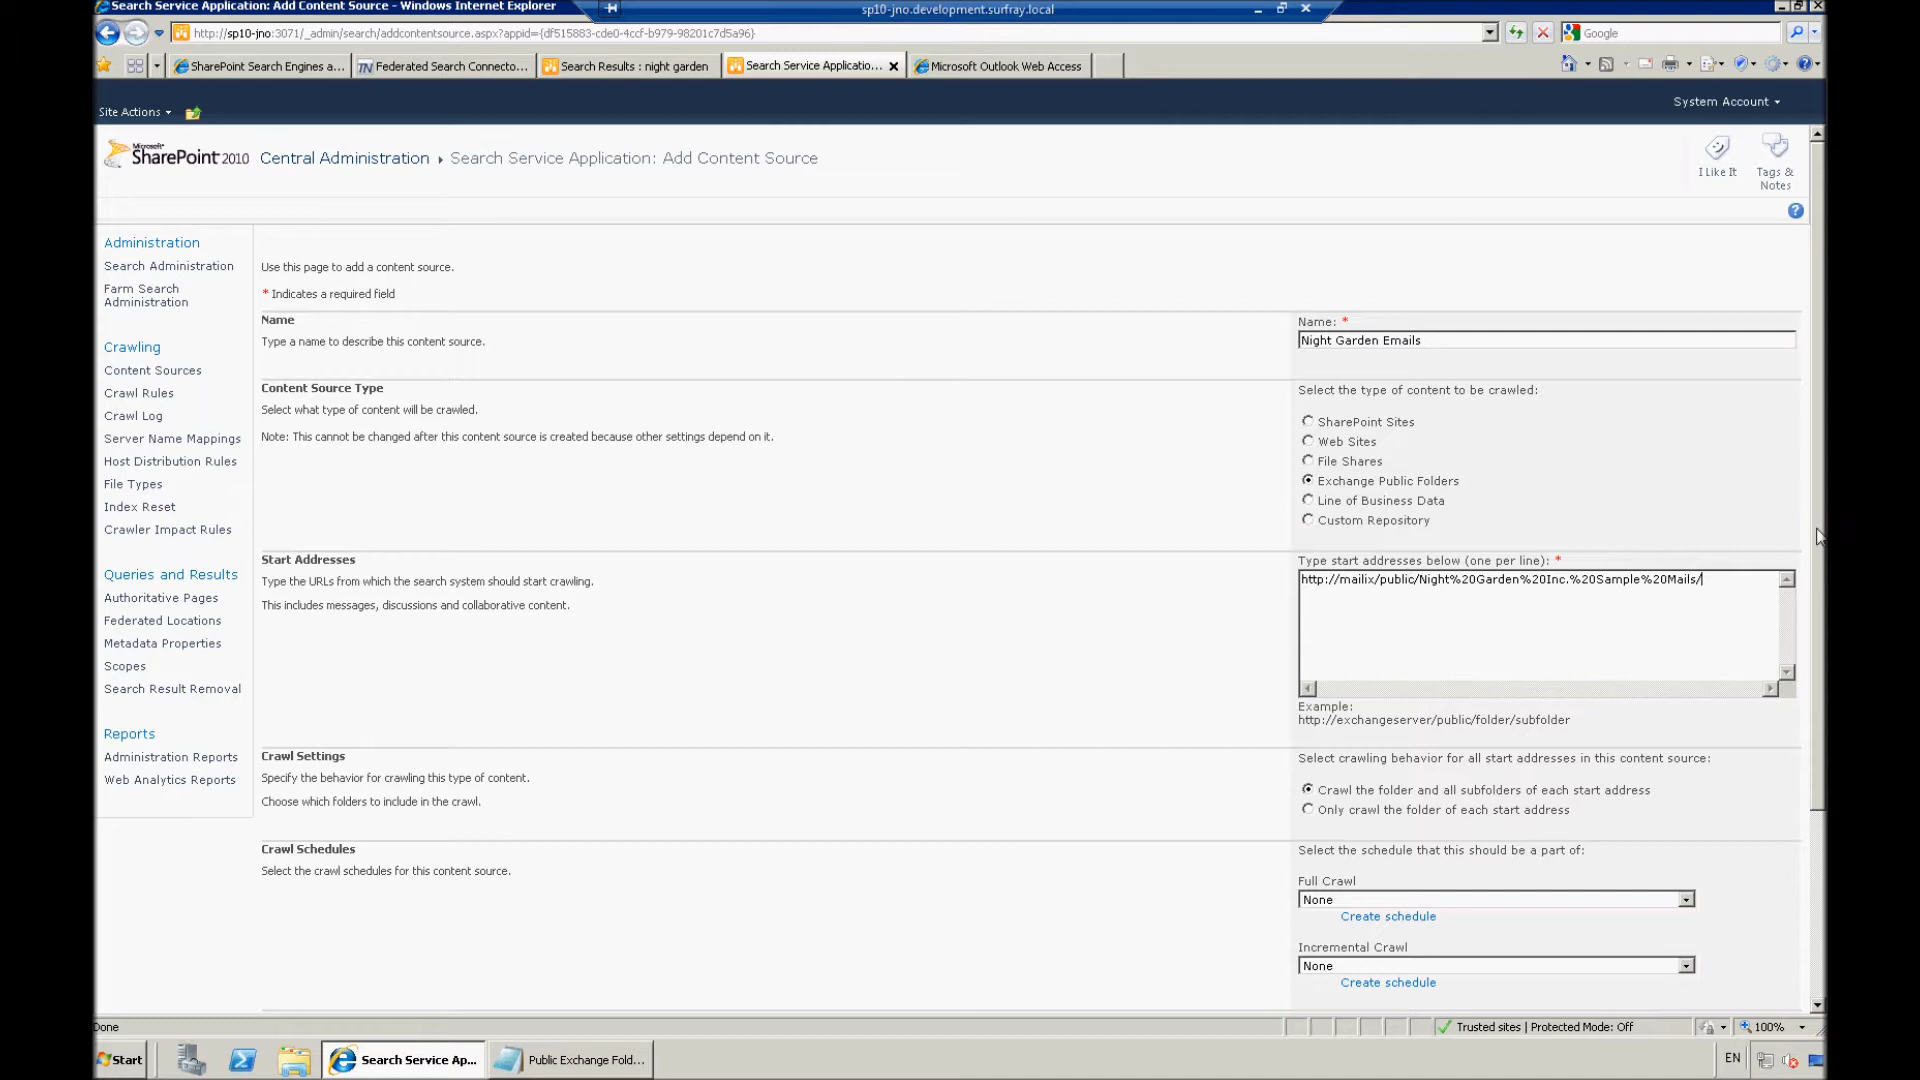 Search Service Application: Add Content Source - Windows Internet Explorer
sp10-jno.development.surfray.local
http://sp10-jno:3071/_admin/search/addcontentsource.aspx?appid={df515883-cde0-4ccf-b979-98201c7d5a96}
Google
SharePoint Search Engines a...
Federated Search Connecto...
Search Results : night garden
Search Service Applicatio...
Microsoft Outlook Web Access
Site Actions
System Account
Microsoft
SharePoint 2010
Central Administration
Search Service Application: Add Content Source
I Like It
Tags &
Notes
Administration
Search Administration
Farm Search
Administration
Crawling
Content Sources
Crawl Rules
Crawl Log
Server Name Mappings
Host Distribution Rules
File Types
Index Reset
Crawler Impact Rules
Queries and Results
Authoritative Pages
Federated Locations
Metadata Properties
Scopes
Search Result Removal
Reports
Administration Reports
Web Analytics Reports
Use this page to add a content source.
* Indicates a required field
Name
Type a name to describe this content source.
Name: *
Night Garden Emails
Content Source Type
Select what type of content will be crawled.
Note: This cannot be changed after this content source is created because other settings depend on it.
Select the type of content to be crawled:
SharePoint Sites
Web Sites
File Shares
Exchange Public Folders
Line of Business Data
Custom Repository
Start Addresses
Type the URLs from which the search system should start crawling.
This includes messages, discussions and collaborative content.
Type start addresses below (one per line): *
http://mailix/public/Night%20Garden%20Inc.%20Sample%20Mails/
Example:
http://exchangeserver/public/folder/subfolder
Crawl Settings
Specify the behavior for crawling this type of content.
Choose which folders to include in the crawl.
Select crawling behavior for all start addresses in this content source:
Crawl the folder and all subfolders of each start address
Only crawl the folder of each start address
Crawl Schedules
Select the crawl schedules for this content source.
Select the schedule that this should be a part of:
Full Crawl
None
Create schedule
Incremental Crawl
None
Create schedule
Done
Trusted sites | Protected Mode: Off
100%
Start
Search Service Ap...
Public Exchange Fold...
EN